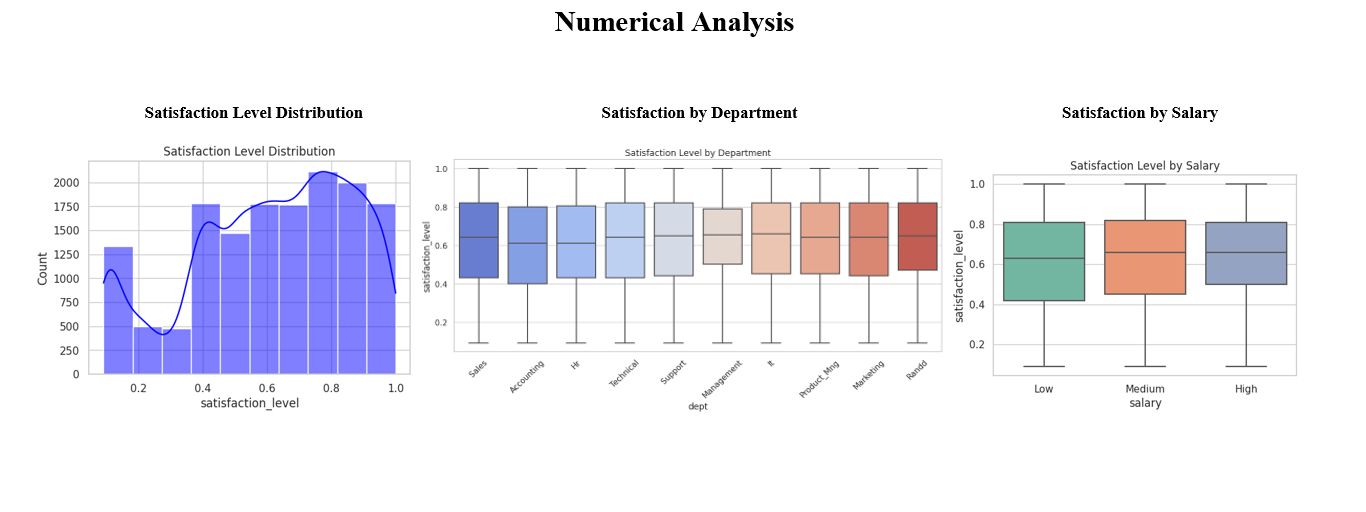 Numerical Analysis
Satisfaction Level Distribution
Satisfaction by Department
Satisfaction by Salary
Satisfaction Level Distribution
2000
1750
1500
1250
1000
750
500
250
0
Count
0.2 0.4 0.6 0.8 1.0
satisfaction_level
Satisfaction Level by Department
1.0
0.8
0.6
0.4
0.2
satisfaction_level
Sales Accounting Hr Technical Support Management It Product_Mng Marketing Randd
dept
Satisfaction Level by Salary
1.0
0.8
0.6
0.4
0.2
satisfaction_level
Low Medium High
salary